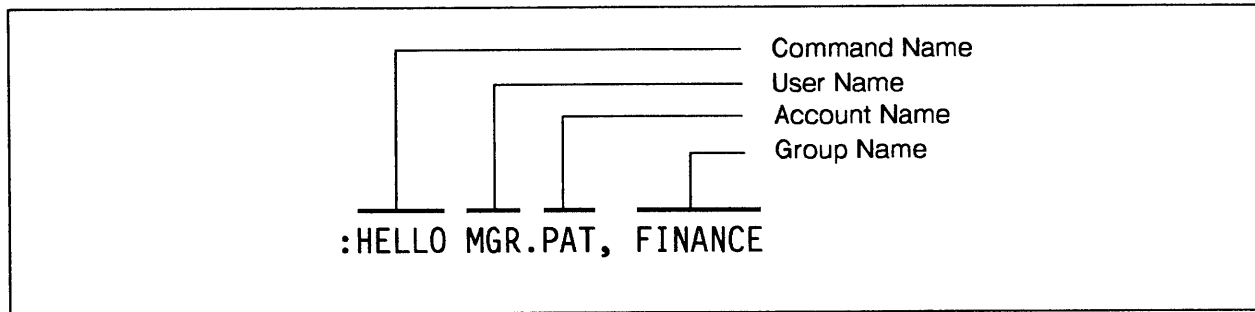 Command Name
User Name
Account Name
Group Name
:HELLO MGR.PAT, FINANCE